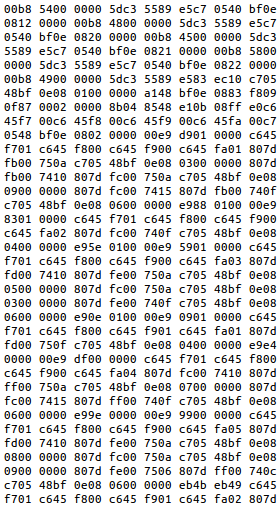 00b8 5400 0000 5dc3 5589 e5c7 0540 bf0e
0812 0000 00b8 4800 0000 5dc3 5589 e5c7
0540 bf0e 0820 0000 00b8 4500 0000 5dc3
5589 e5c7 0540 bf0e 0821 0000 00b8 5800
0000 5dc3 5589 e5c7 0540 bf0e 0822 0000
00b8 4900 0000 5dc3 5589 e583 ec10 c705
48bf 0e08 0100 0000 a148 bf0e 0883 f809
0f87 0002 0000 8b04 8548 e10b 08ff e0c6
45f7 00c6 45f8 00c6 45f9 00c6 45fa 00c7
0548 bf0e 0802 0000 00e9 d901 0000 c645
f701 c645 f800 c645 f900 c645 fa01 807d
fb00 750a c705 48bf 0e08 0300 0000 807d
fb00 7410 807d fc00 750a c705 48bf 0e08
0900 0000 807d fc00 7415 807d fb00 740f
c705 48bf 0e08 0600 0000 e988 0100 00e9
8301 0000 c645 f701 c645 f800 c645 f900
c645 fa02 807d fc00 740f c705 48bf 0e08
0400 0000 e95e 0100 00e9 5901 0000 c645
f701 c645 f800 c645 f900 c645 fa03 807d
fd00 7410 807d fe00 750a c705 48bf 0e08
0500 0000 807d fd00 750a c705 48bf 0e08
0300 0000 807d fe00 740f c705 48bf 0e08
0600 0000 e90e 0100 00e9 0901 0000 c645
f701 c645 f800 c645 f901 c645 fa01 807d
fd00 750f c705 48bf 0e08 0400 0000 e9e4
0000 00e9 df00 0000 c645 f701 c645 f800
c645 f900 c645 fa04 807d fc00 7410 807d
ff00 750a c705 48bf 0e08 0700 0000 807d
fc00 7415 807d ff00 740f c705 48bf 0e08
0600 0000 e99e 0000 00e9 9900 0000 c645
f701 c645 f800 c645 f900 c645 fa05 807d
fd00 7410 807d fe00 750a c705 48bf 0e08
0800 0000 807d fe00 750a c705 48bf 0e08
0900 0000 807d fe00 7506 807d ff00 740c
c705 48bf 0e08 0600 0000 eb4b eb49 c645
f701 c645 f800 c645 f901 c645 fa02 807d